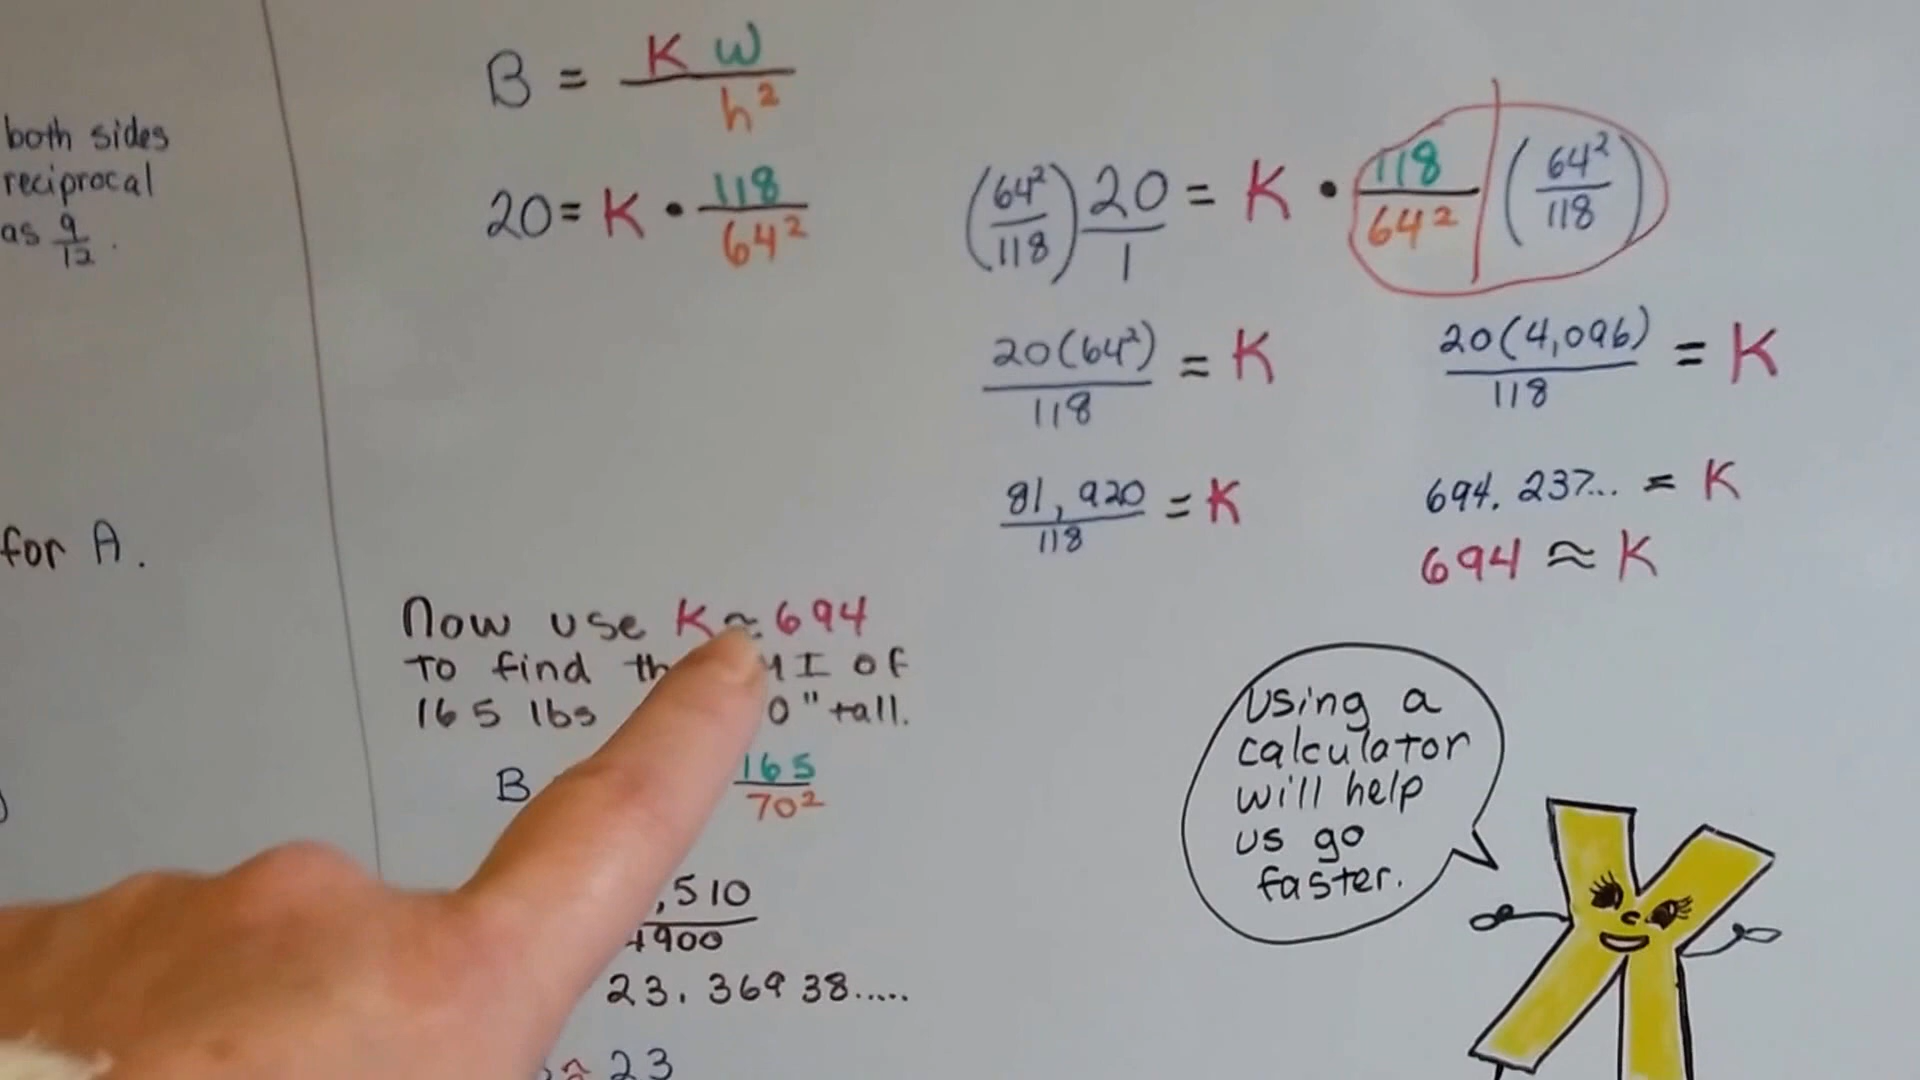 both sides
reciprocal
as 9/12.
for A.
B = K w / h²
20 = K · 118 / 64²
(64² / 118) 20 / 1 = K · 118 / 64² (64² / 118)
20(64²) / 118 = K
20(4,096) / 118 = K
81,920 / 118 = K
694.237... = K
694 ≈ K
Now use K ≈ 694
to find
I of
165 lbs
0" tall.
B
165 / 70²
,510 / 4900
23.36938.....
≈ 23
Using a
calculator
will help
us go
faster.